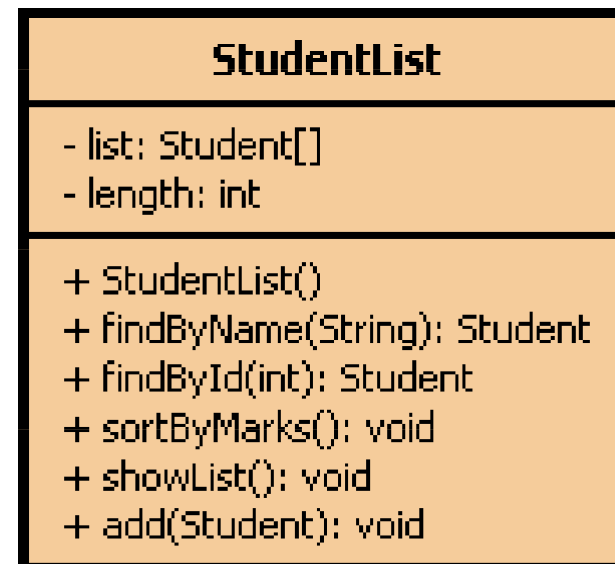 StudentList
- list: Student[]
- length: int
+ StudentList()
+ findByName(String): Student
+ findById(int): Student
+ sortByMarks(): void
+ showList(): void
+ add(Student): void